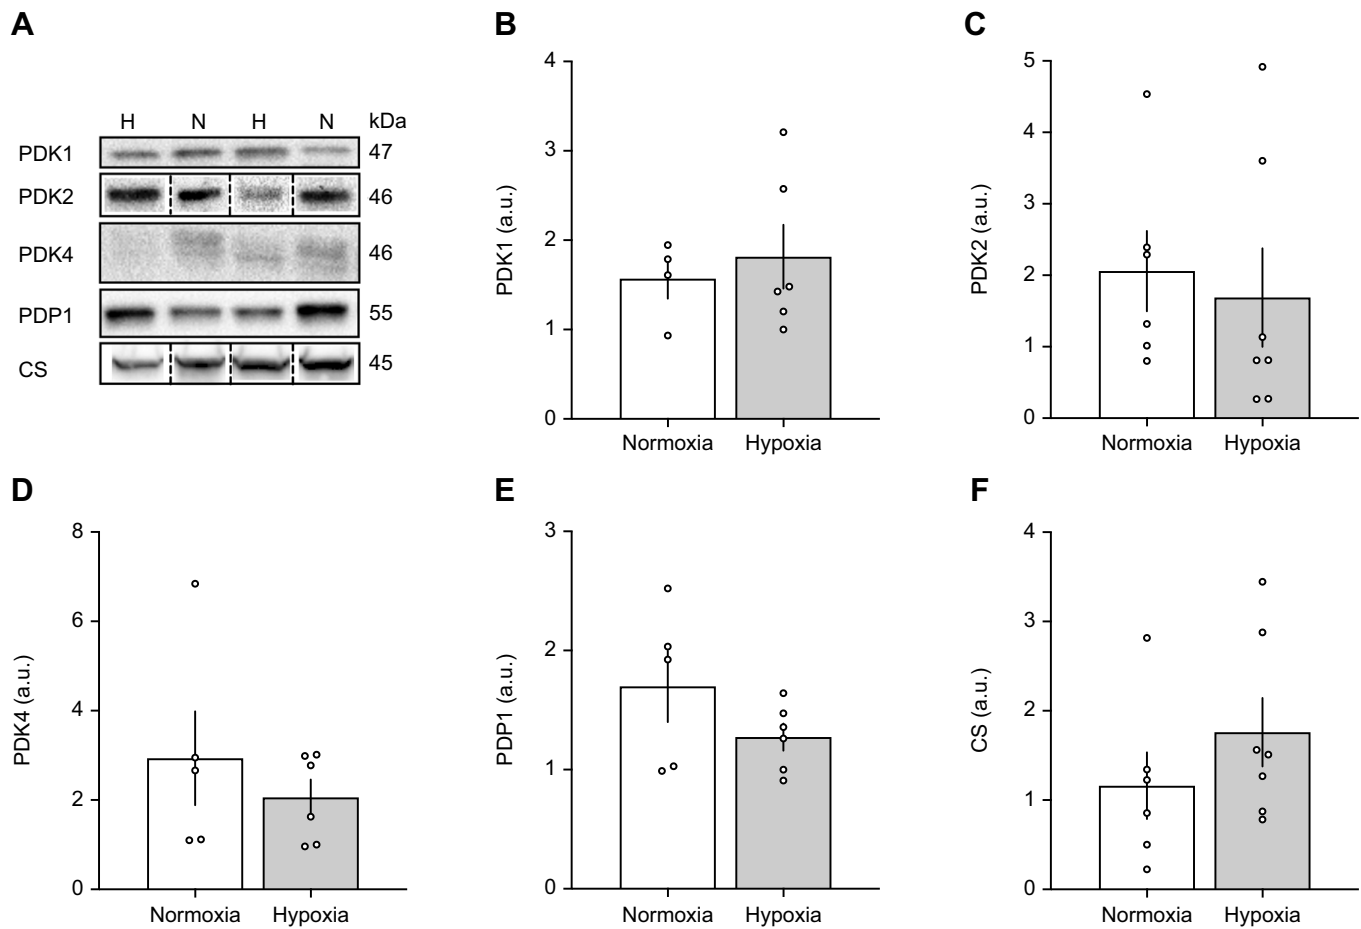 A
H N H N kDa
PDK1 47
PDK2 46
PDK4 46
PDP1 55
CS 45
B
PDK1 (a.u.)
4
3
2
1
0
Normoxia Hypoxia
C
PDK2 (a.u.)
5
4
3
2
1
0
Normoxia Hypoxia
D
PDK4 (a.u.)
8
6
4
2
0
Normoxia Hypoxia
E
PDP1 (a.u.)
3
2
1
0
Normoxia Hypoxia
F
CS (a.u.)
4
3
2
1
0
Normoxia Hypoxia